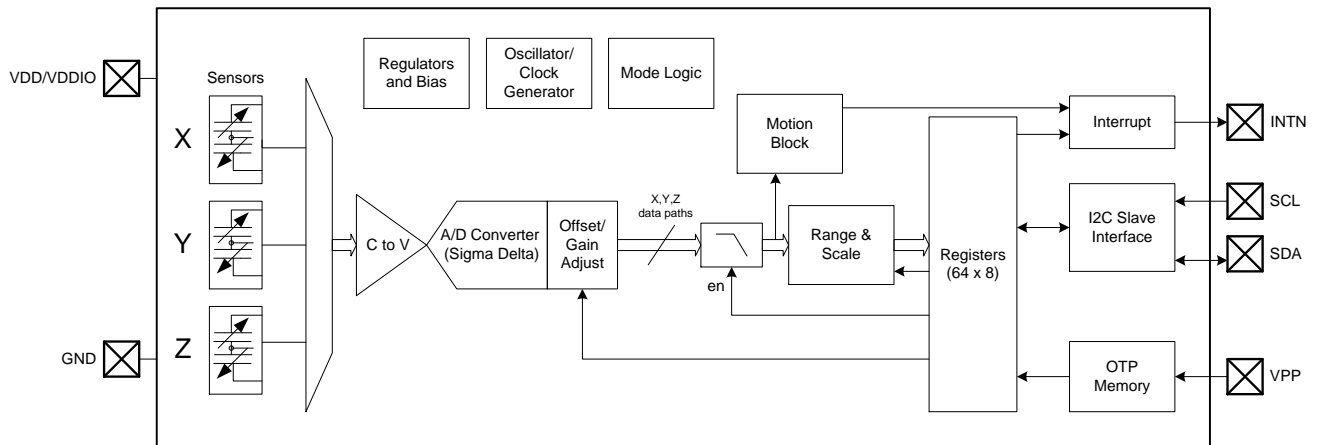 VDD/VDDIO
GND
Sensors
X
Y
Z
Regulators
and Bias
Oscillator/
Clock
Generator
Mode Logic
C to V
A/D Converter
(Sigma Delta)
Offset/
Gain
Adjust
X,Y,Z
data paths
en
Motion
Block
Range &
Scale
Registers
(64 x 8)
Interrupt
I2C Slave
Interface
OTP
Memory
INTN
SCL
SDA
VPP